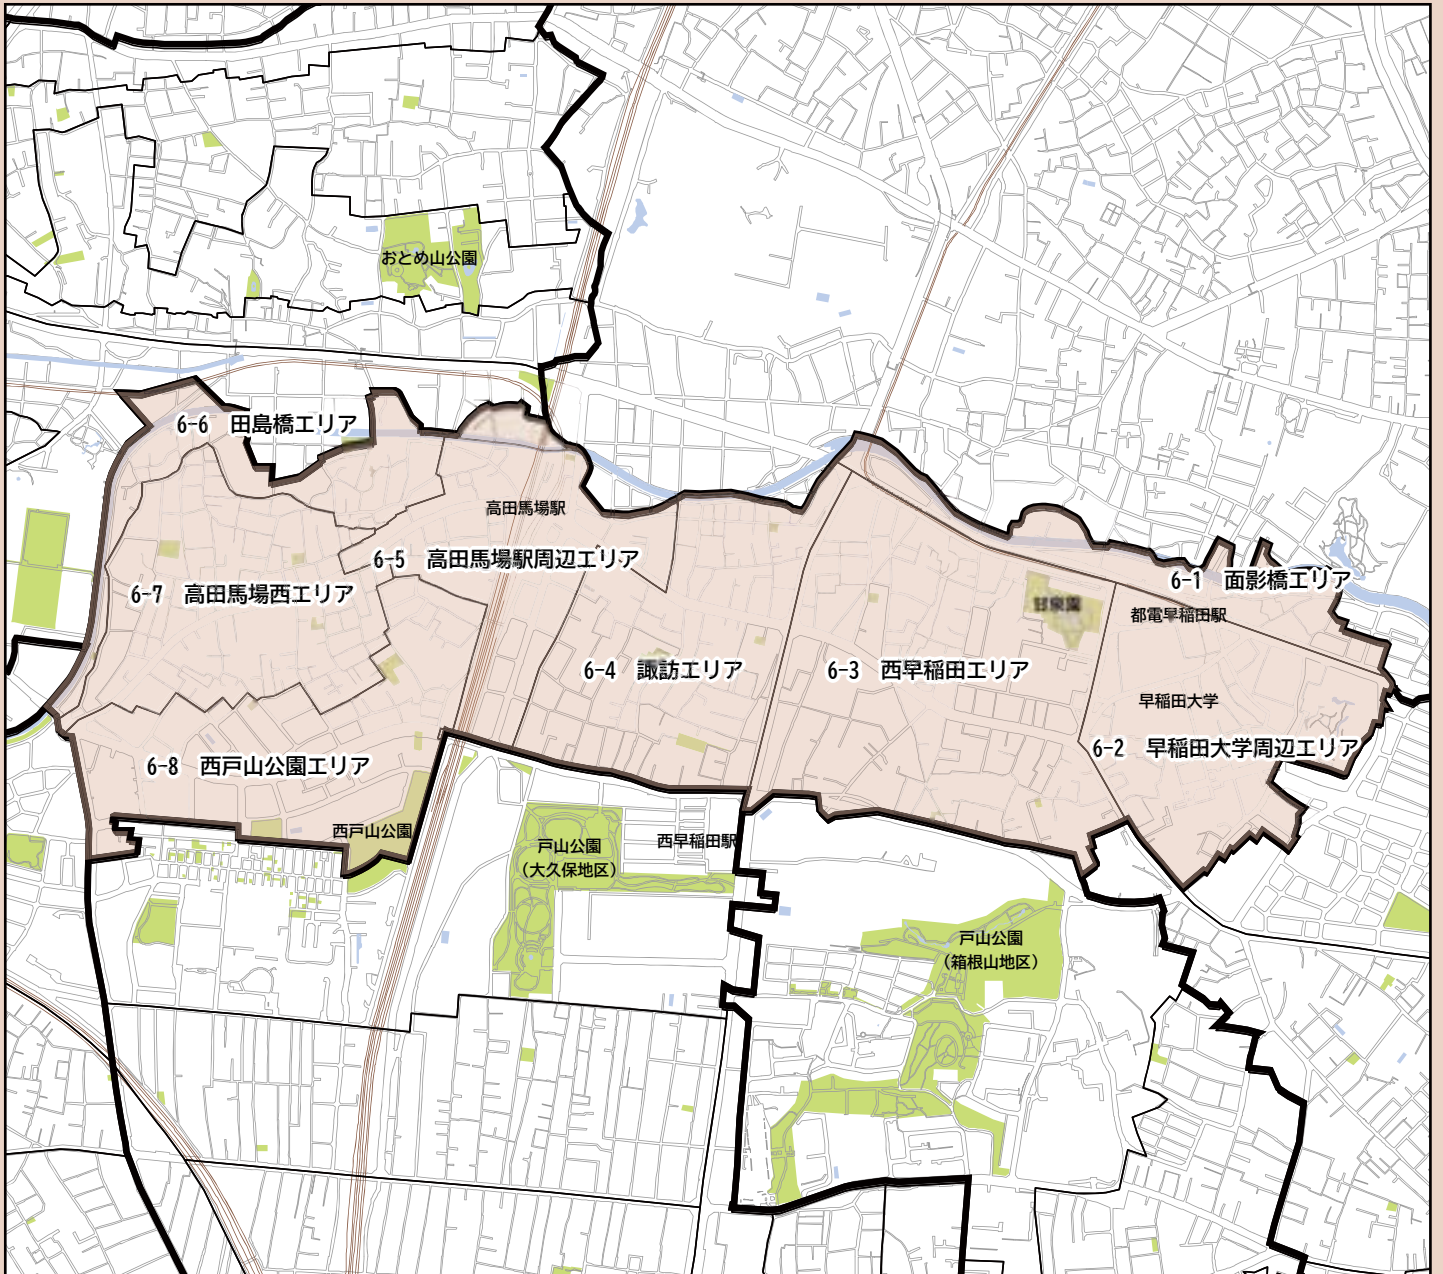 おとめ山公園
6-6 田島橋エリア
高田馬場駅
6-5 高田馬場駅周辺エリア
6-7 高田馬場西エリア
6-1 面影橋エリア
甘泉園
都電早稲田駅
6-4 諏訪エリア
6-3 西早稲田エリア
早稲田大学
6-2 早稲田大学周辺エリア
6-8 西戸山公園エリア
西戸山公園
戸山公園
(大久保地区)
西早稲田駅
戸山公園
(箱根山地区)